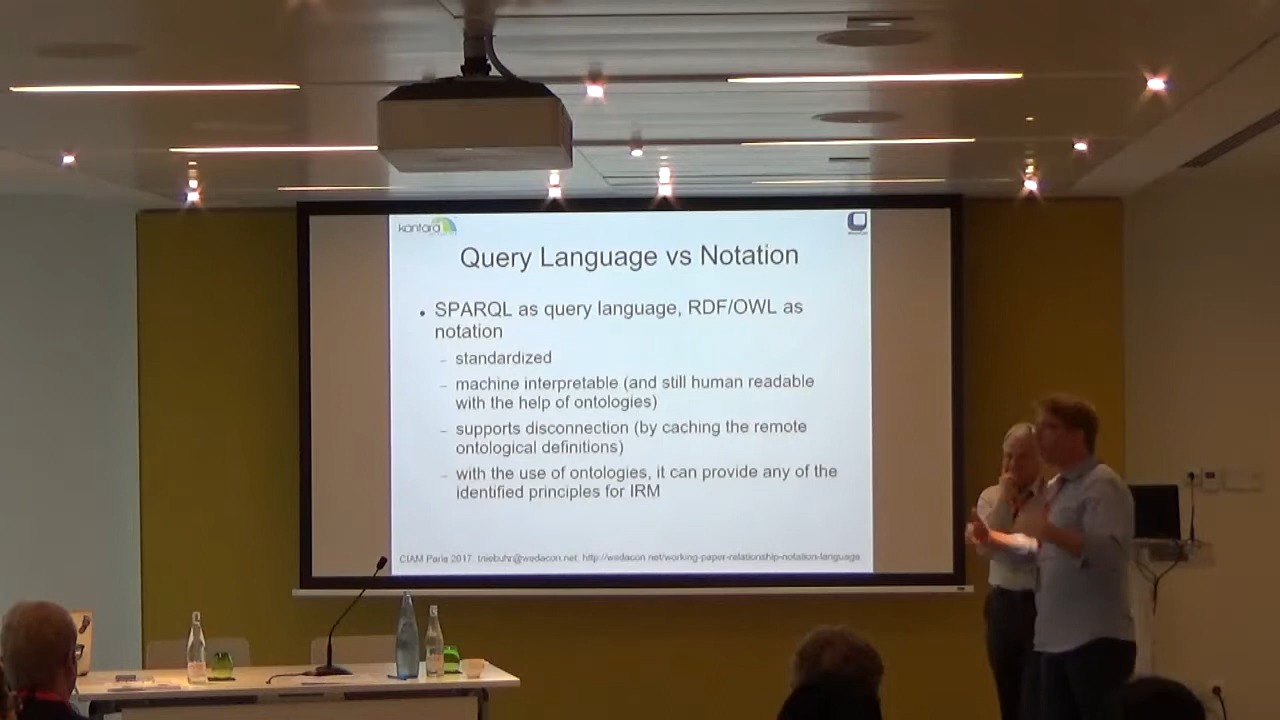 kantara
Query Language vs Notation
• SPARQL as query language, RDF/OWL as
notation
– standardized
– machine interpretable (and still human readable
with the help of ontologies)
– supports disconnection (by caching the remote
ontological definitions)
– with the use of ontologies, it can provide any of the
identified principles for IRM
CIAM Paris 2017. tniebuhr@wedacon.net; http://wedacon.net/working-paper-relationship-notation-language